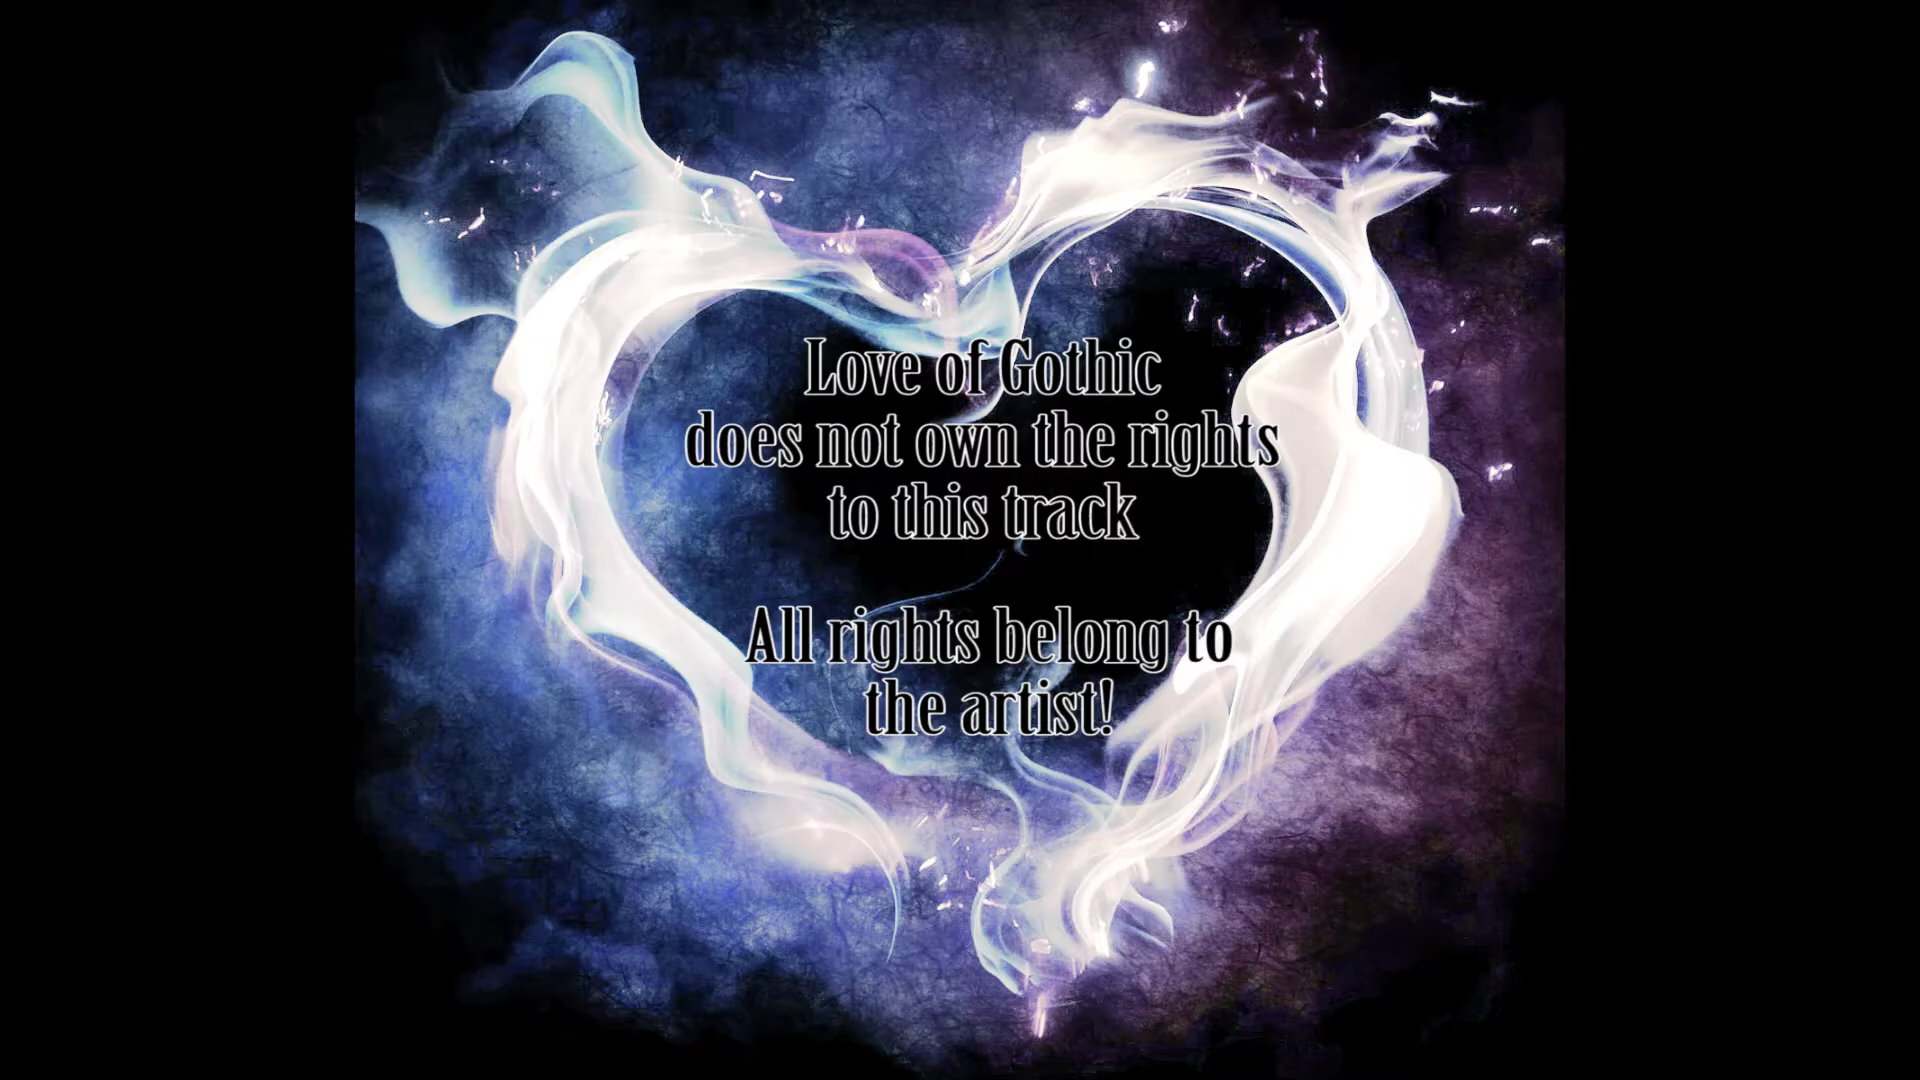 Love of Gothic
does not own the rights
to this track
All rights belong to
the artist!